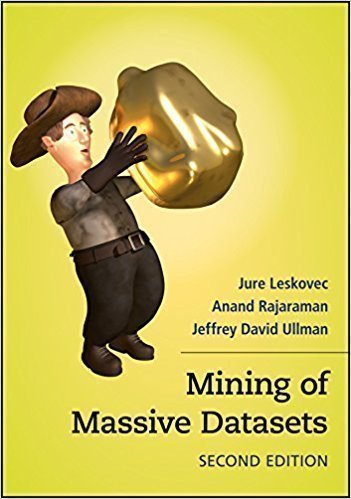 Jure Leskovec
Anand Rajaraman
Jeffrey David Ullman
Mining of
Massive Datasets
SECOND EDITION